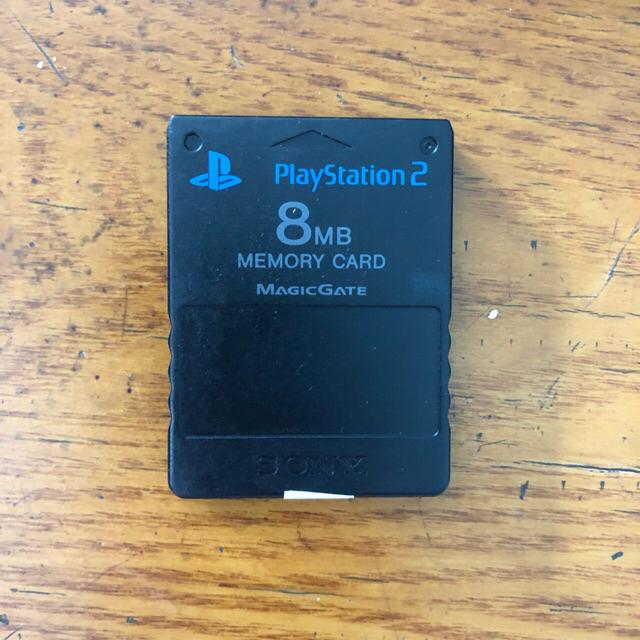 PlayStation 2
8MB
MEMORY CARD
MAGICGATE
SONY